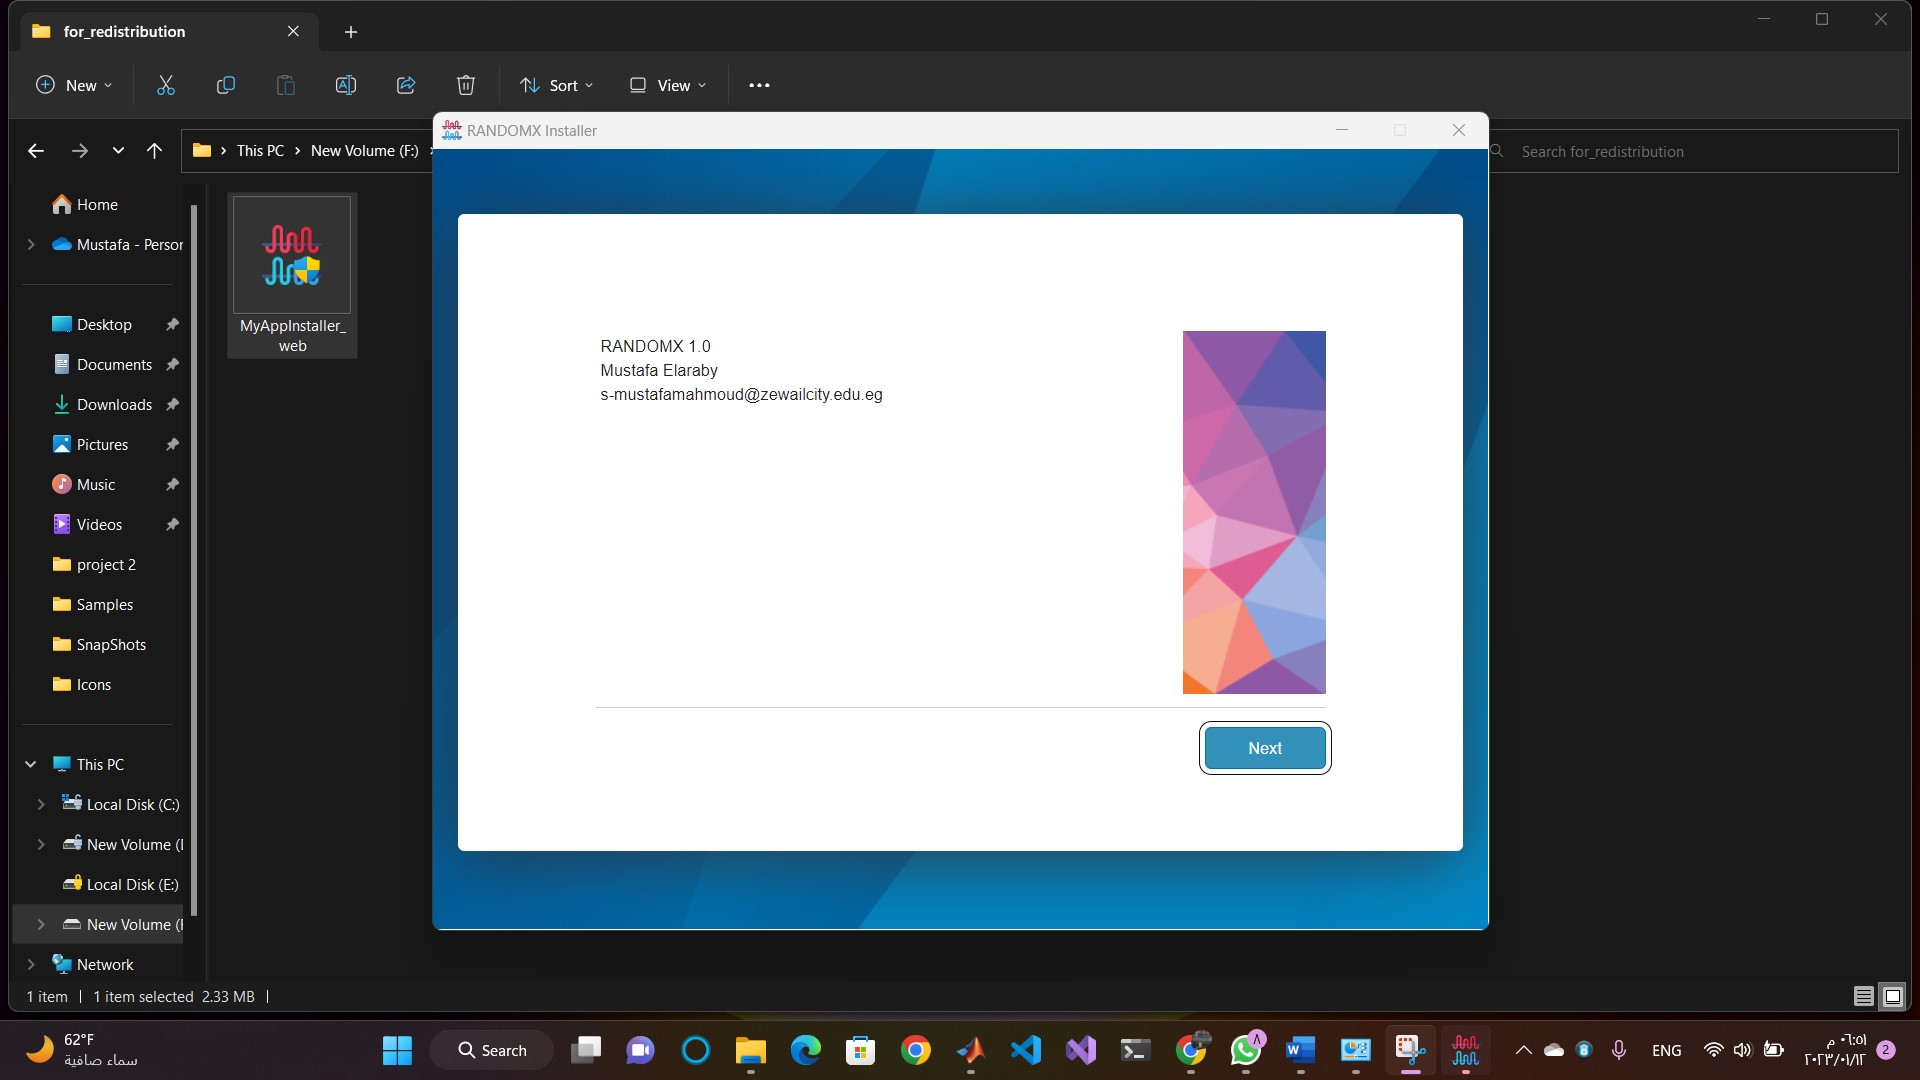 for_redistribution
New
Sort
View
This PC
New Volume (F:)
Search for_redistribution
RANDOMX Installer
Home
Mustafa - Persor
Desktop
Documents
Downloads
Pictures
Music
Videos
project 2
Samples
SnapShots
Icons
This PC
Local Disk (C:)
New Volume (
Local Disk (E:)
New Volume (
Network
MyAppInstaller_
web
RANDOMX 1.0
Mustafa Elaraby
s-mustafamahmoud@zewailcity.edu.eg
Next
1 item
1 item selected 2.33 MB
62°F
سماء صافية
Search
ENG
٠٦:٥١ م
٢٠٢٣/٠١/١٢
2